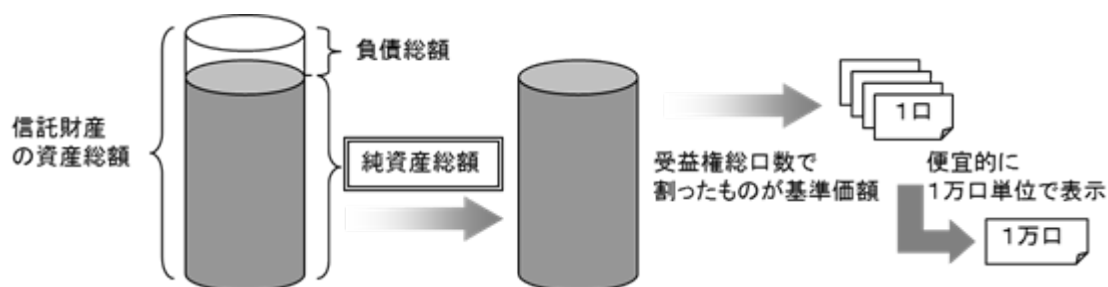 信託財産
の資産総額
負債総額
純資産総額
受益権総口数で
割ったものが基準価額
1口
便宜的に
1万口単位で表示
1万口